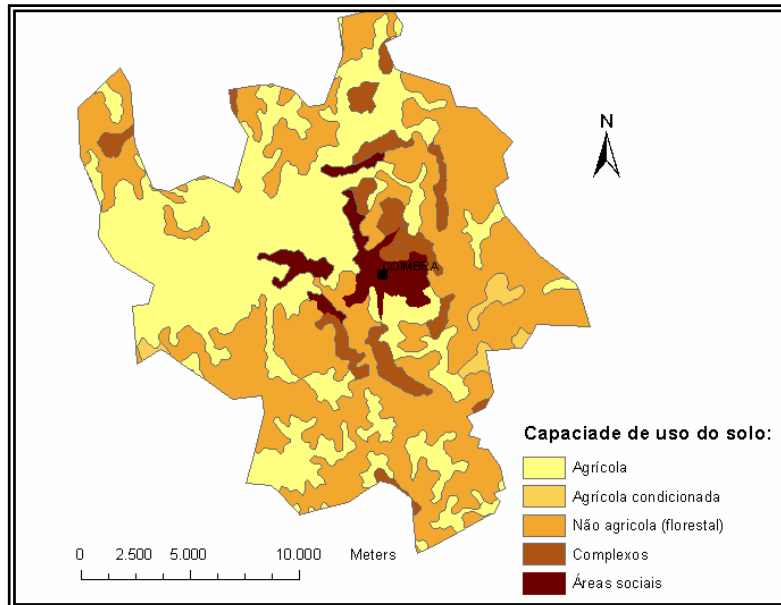 N
COIMBRA
Capaciade de uso do solo:
Agrícola
Agrícola condicionada
Não agricola (florestal)
Complexos
Áreas sociais
0 2.500 5.000 10.000 Meters